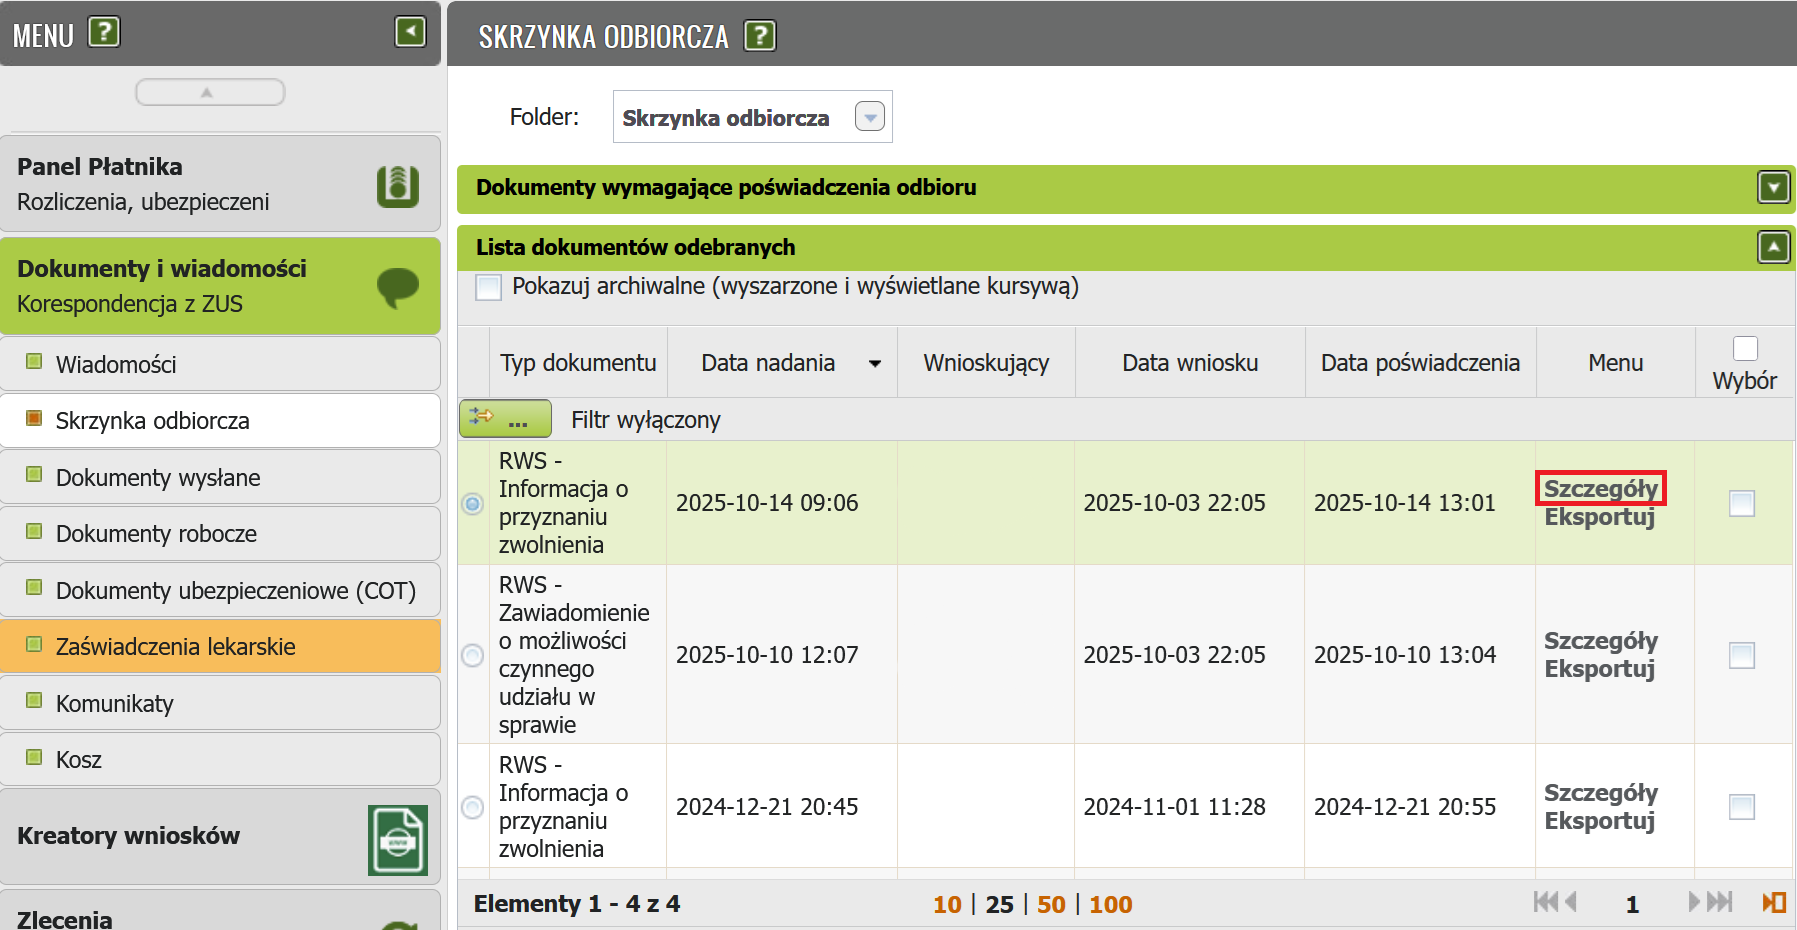 MENU ?
SKRZYNKA ODBIORCZA ?
Folder: Skrzynka odbiorcza
Panel Płatnika
Rozliczenia, ubezpieczeni
Dokumenty i wiadomości
Korespondencja z ZUS
Wiadomości
Skrzynka odbiorcza
Dokumenty wysłane
Dokumenty robocze
Dokumenty ubezpieczeniowe (COT)
Zaświadczenia lekarskie
Komunikaty
Kosz
Kreatory wniosków
Zlecenia
Dokumenty wymagające poświadczenia odbioru
Lista dokumentów odebranych
Pokazuj archiwalne (wyszarzone i wyświetlane kursywą)
Typ dokumentu Data nadania Wnioskujący Data wniosku Data poświadczenia Menu Wybór
... Filtr wyłączony
RWS -
Informacja o
przyznaniu
zwolnienia
2025-10-14 09:06 2025-10-03 22:05 2025-10-14 13:01
Szczegóły
Eksportuj
RWS -
Zawiadomienie
o możliwości
czynnego
udziału w
sprawie
2025-10-10 12:07 2025-10-03 22:05 2025-10-10 13:04
Szczegóły
Eksportuj
RWS -
Informacja o
przyznaniu
zwolnienia
2024-12-21 20:45 2024-11-01 11:28 2024-12-21 20:55
Szczegóły
Eksportuj
Elementy 1 - 4 z 4 10 | 25 | 50 | 100 1